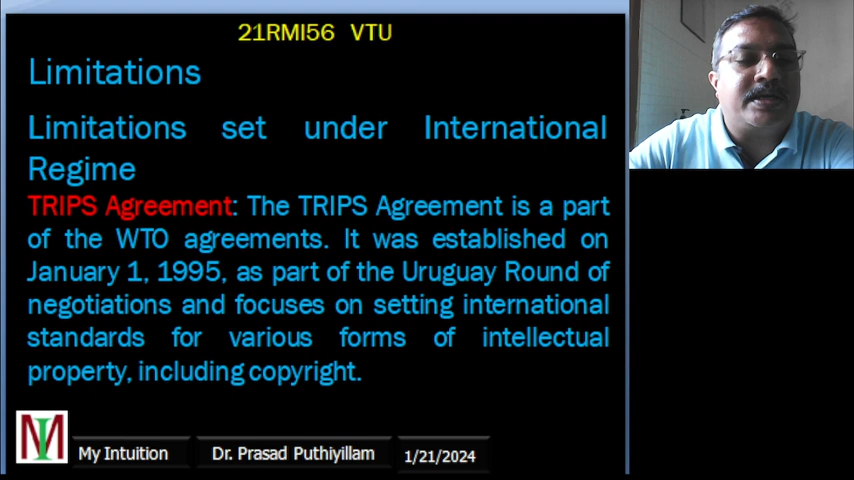 21RMI56 VTU
Limitations
Limitations set under International
Regime
TRIPS Agreement: The TRIPS Agreement is a part
of the WTO agreements. It was established on
January 1, 1995, as part of the Uruguay Round of
negotiations and focuses on setting international
standards for various forms of intellectual
property, including copyright.
MI
My Intuition
Dr. Prasad Puthiyillam
1/21/2024